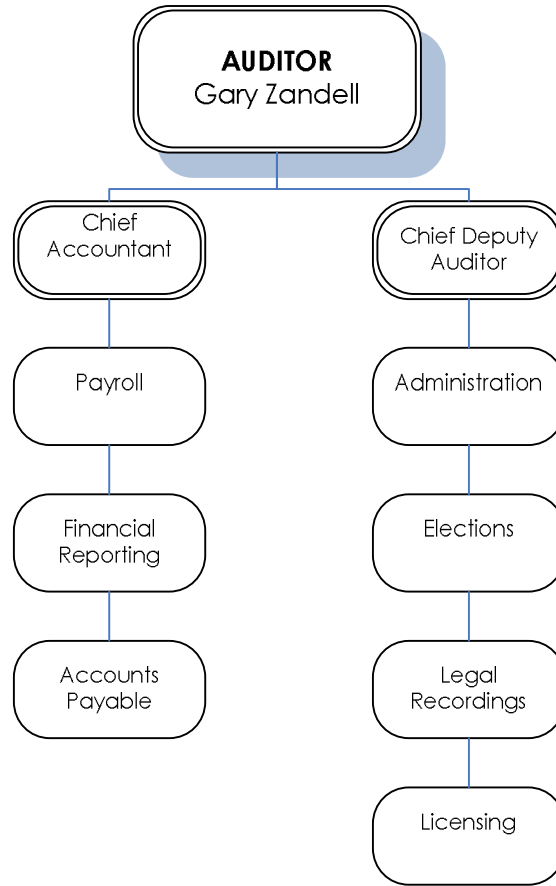 AUDITOR
Gary Zandell
Chief
Accountant
Chief Deputy
Auditor
Payroll
Administration
Financial
Reporting
Elections
Accounts
Payable
Legal
Recordings
Licensing